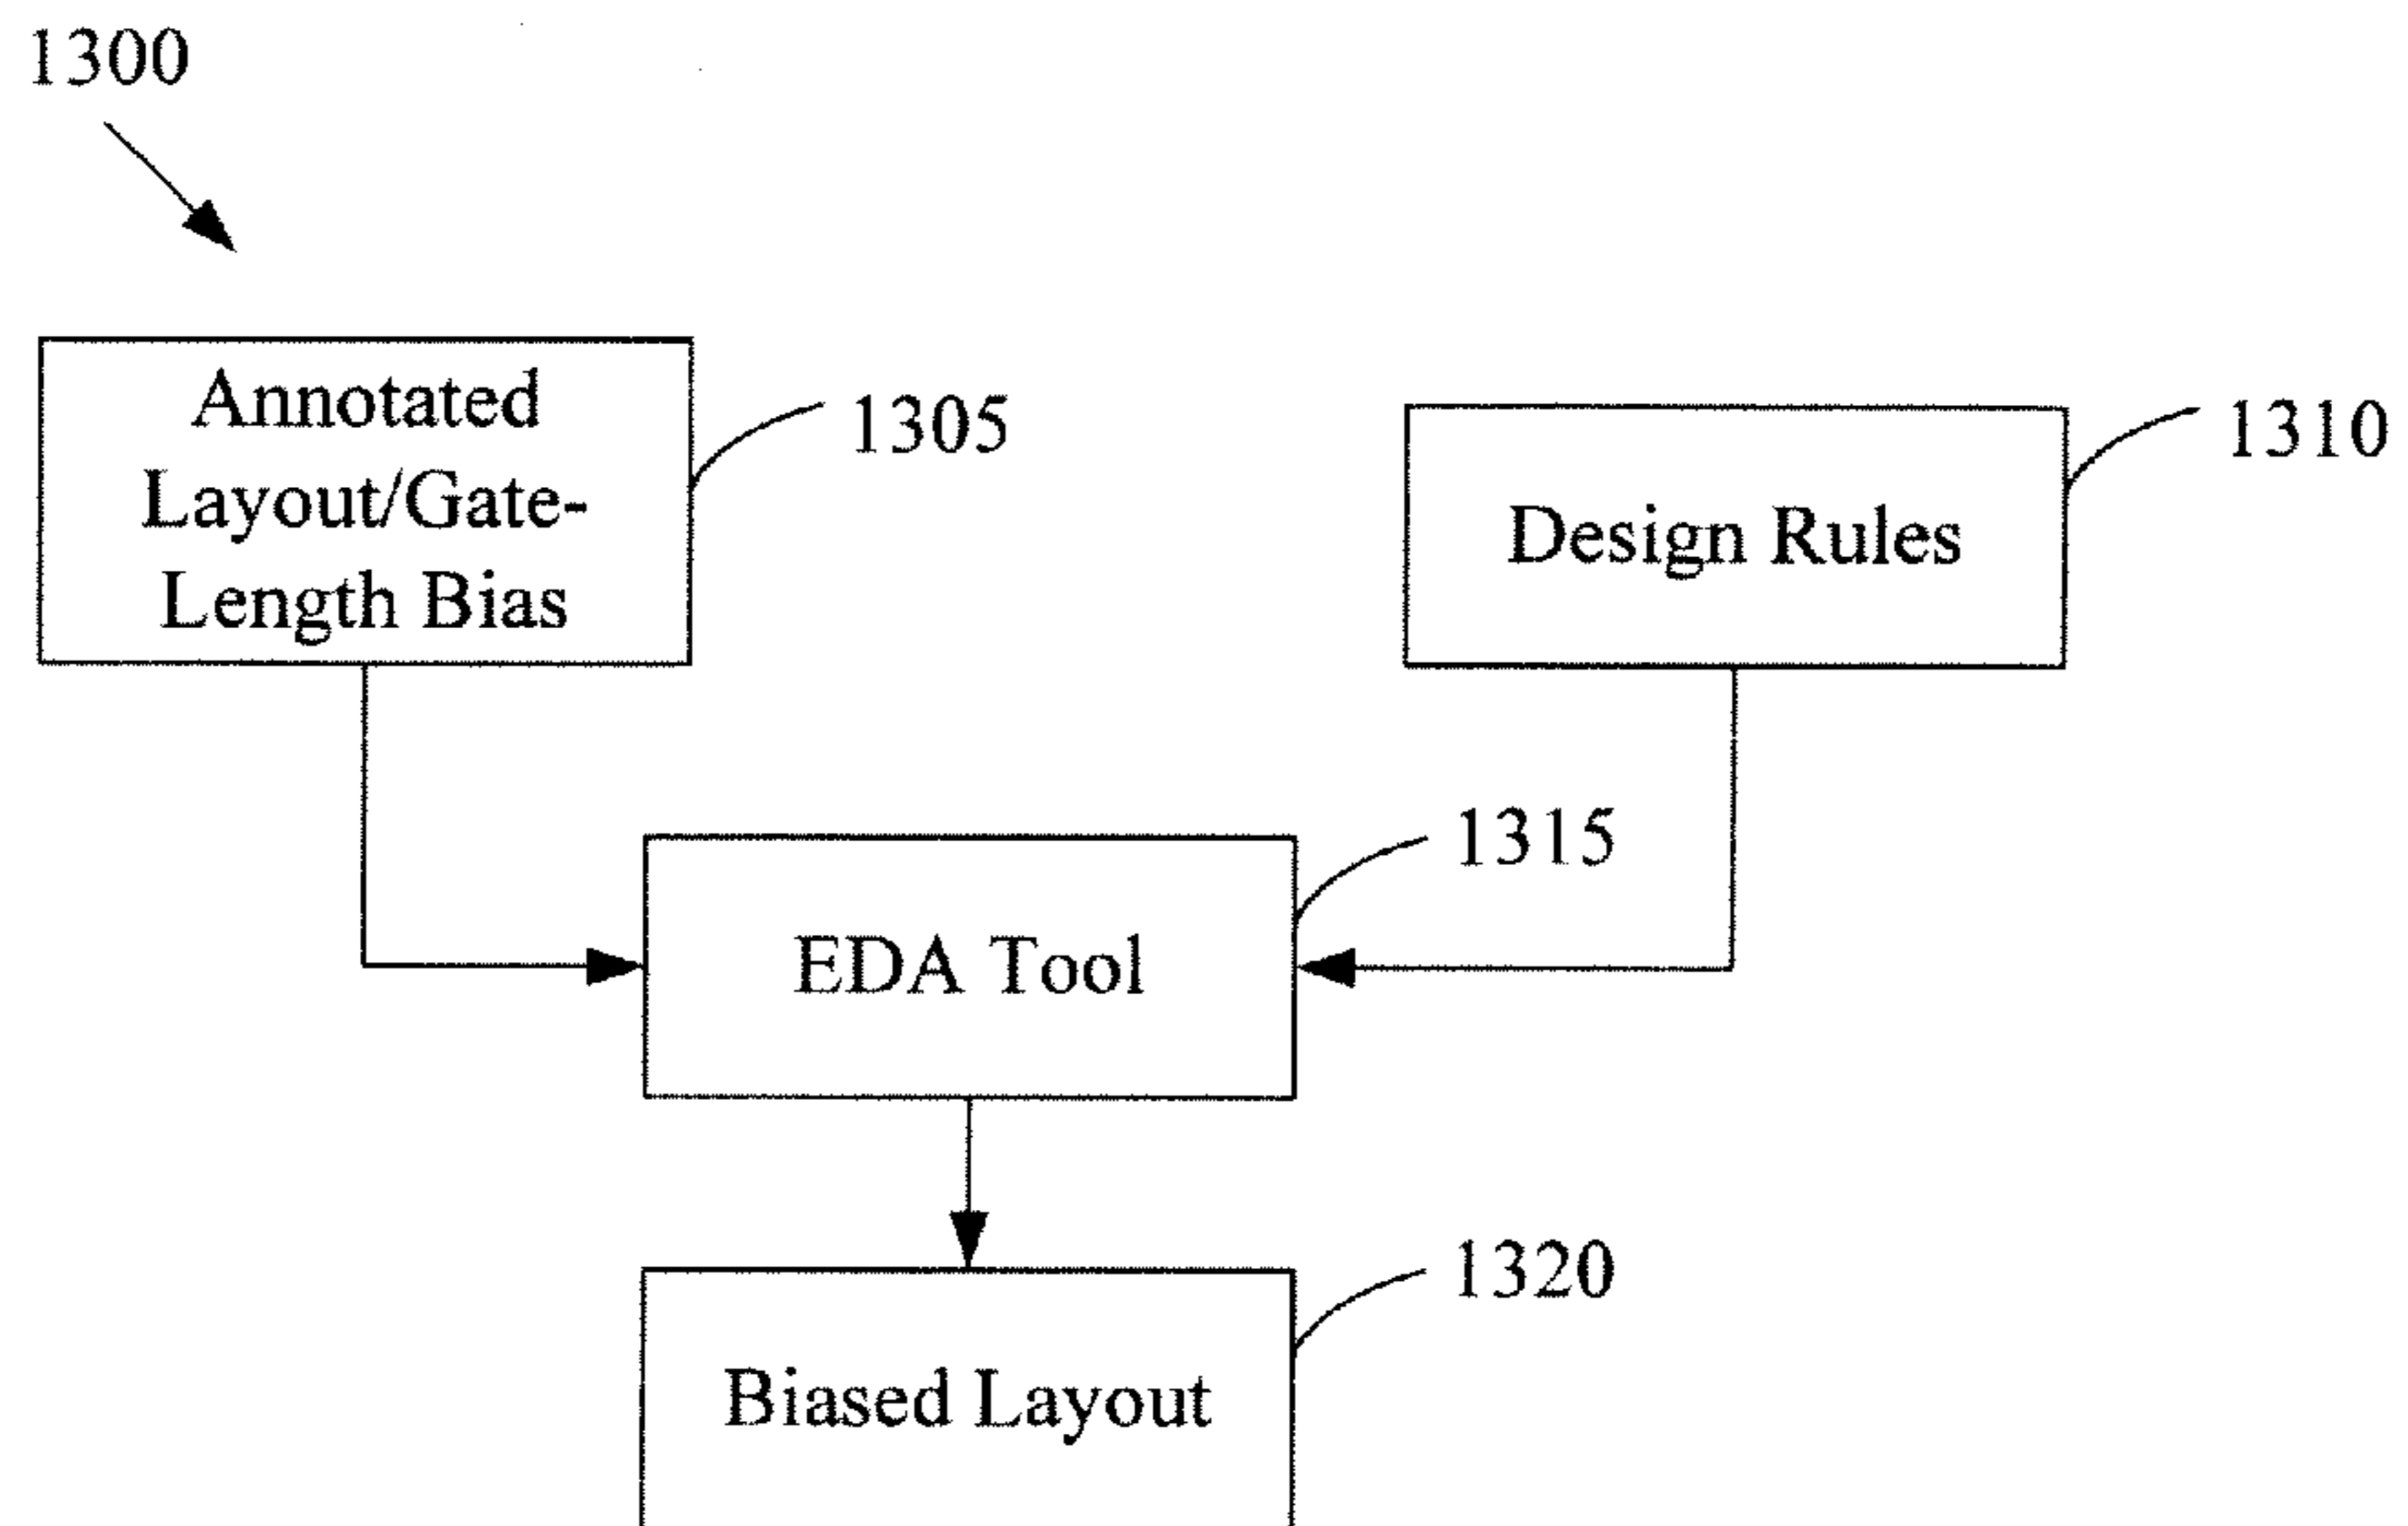 1300
Annotated
Layout/Gate-
Length Bias
1305
Design Rules
1310
EDA Tool
1315
Biased Layout
1320